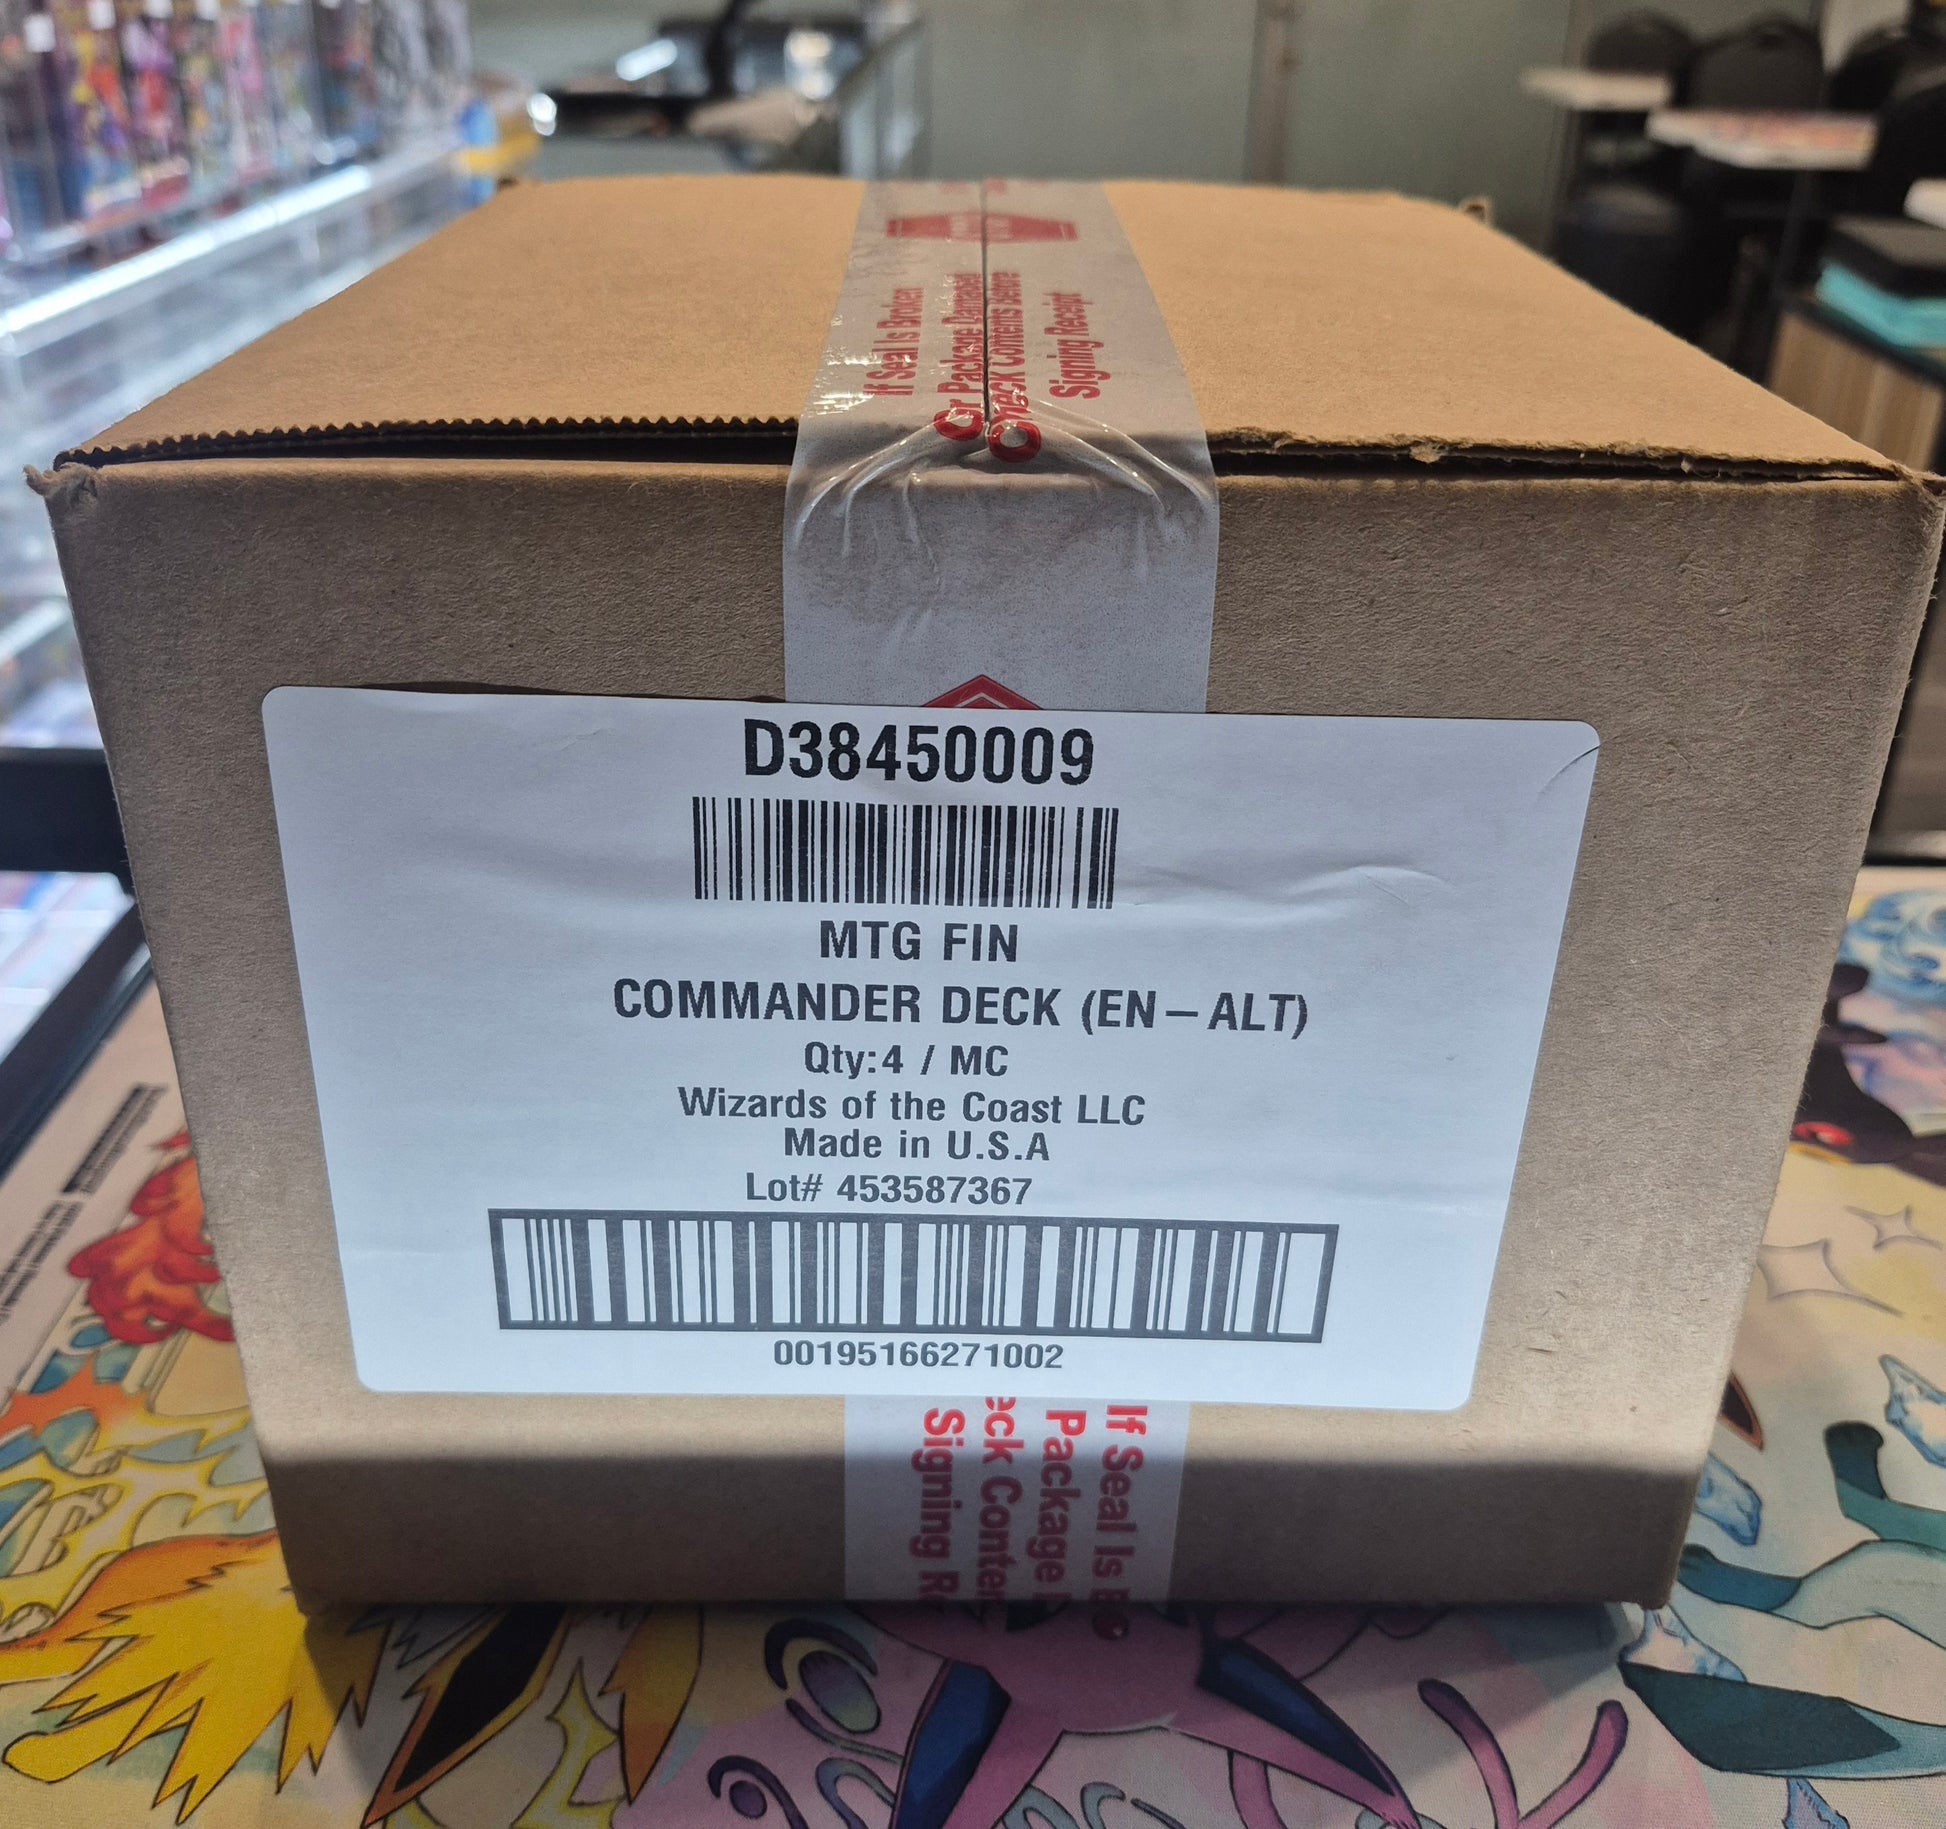 If Seal is Broken
Or Package Damaged
Check Contents Before
Signing Receipt
D38450009
MTG FIN
COMMANDER DECK (EN-ALT)
Qty:4 / MC
Wizards of the Coast LLC
Made in U.S.A
Lot# 453587367
00195166271002
If Seal Is
Package
Signing